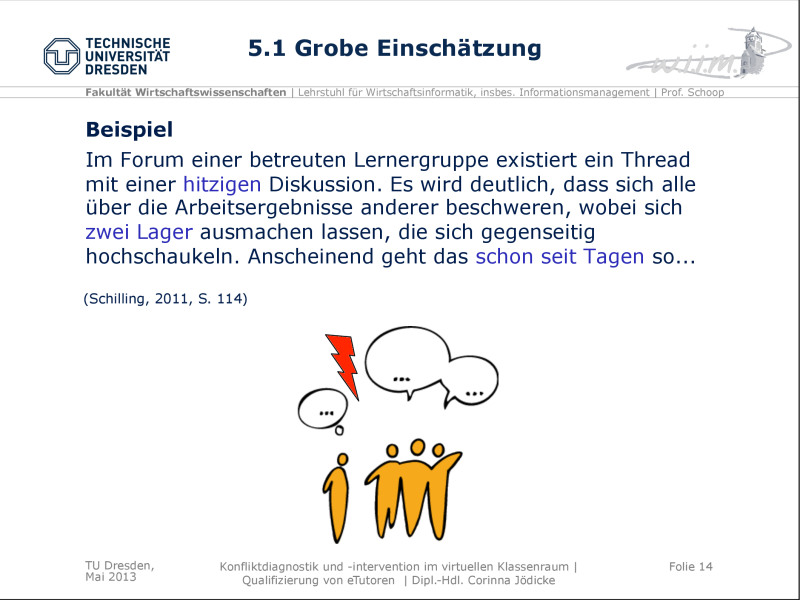 TECHNISCHE
UNIVERSITÄT
DRESDEN
5.1 Grobe Einschätzung
w.i.i.m.
Fakultät Wirtschaftswissenschaften | Lehrstuhl für Wirtschaftsinformatik, insbes. Informationsmanagement | Prof. Schoop
Beispiel
Im Forum einer betreuten Lernergruppe existiert ein Thread
mit einer hitzigen Diskussion. Es wird deutlich, dass sich alle
über die Arbeitsergebnisse anderer beschweren, wobei sich
zwei Lager ausmachen lassen, die sich gegenseitig
hochschaukeln. Anscheinend geht das schon seit Tagen so...
(Schilling, 2011, S. 114)
...
...
...
TU Dresden,
Mai 2013
Konfliktdiagnostik und -intervention im virtuellen Klassenraum |
Qualifizierung von eTutoren | Dipl.-Hdl. Corinna Jödicke
Folie 14